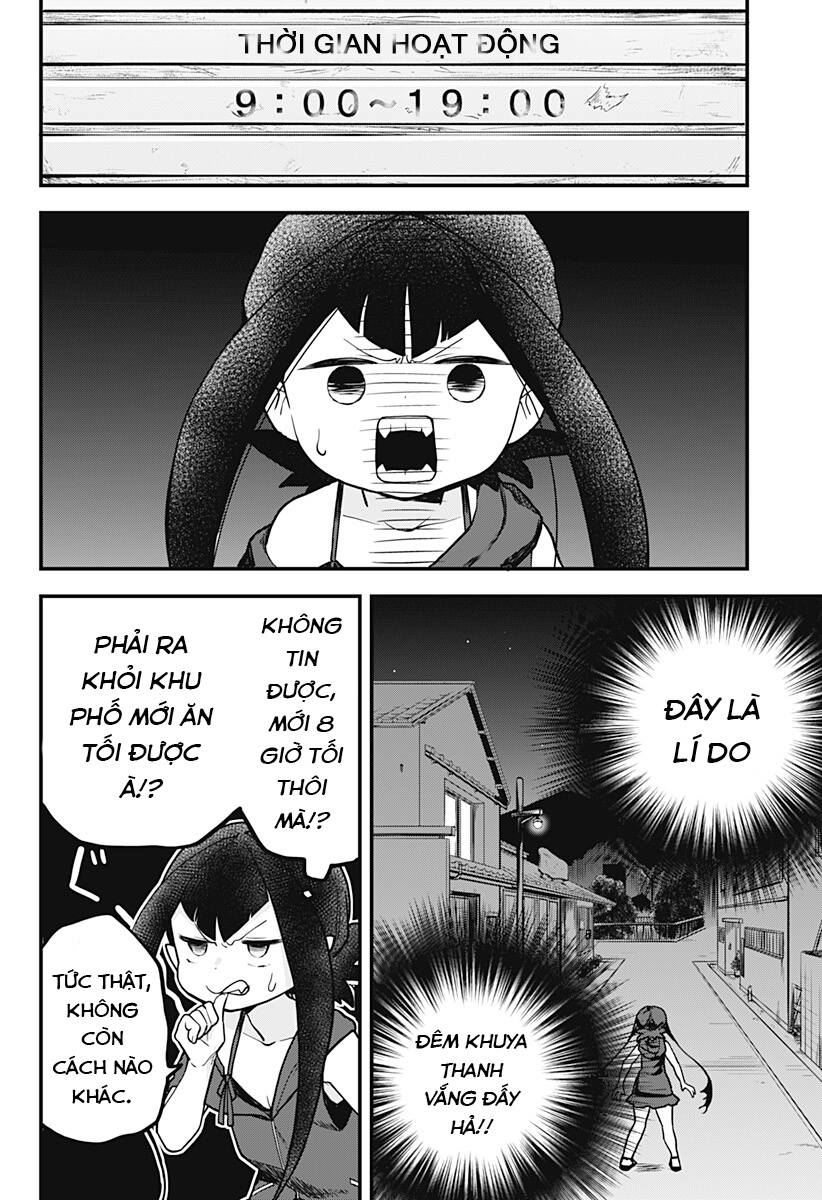 THỜI GIAN HOẠT ĐỘNG
9:00~19:00
ĐÂY LÀ
LÍ DO
ĐÊM KHUYA
THANH
VẮNG ĐẤY
HẢ!!
KHÔNG
TIN
ĐƯỢC,
MỚI 8
GIỜ TỐI
THÔI
MÀ!?
PHẢI RA
KHỎI KHU
PHỐ MỚI ĂN
TỐI ĐƯỢC
À!?
TỨC THẬT,
KHÔNG
CÒN
CÁCH NÀO
KHÁC.